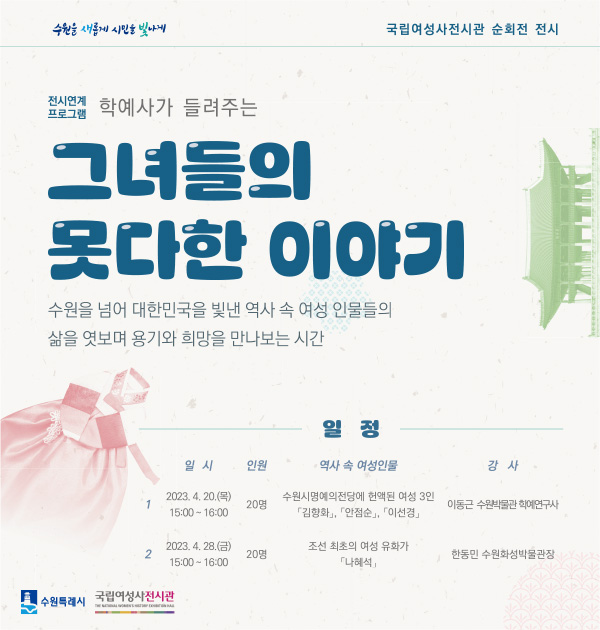 수원을 새롭게 시민을 빛나게
국립여성사전시관 순회전 전시
전시연계
프로그램
학예사가 들려주는
그녀들의
못다한 이야기
수원을 넘어 대한민국을 빛낸 역사 속 여성 인물들의
삶을 엿보며 용기와 희망을 만나보는 시간
일 정
일 시 인원 역사 속 여성인물 강 사
1 2023. 4. 20.(목) 15:00 ~ 16:00 20명 수원시명예의전당에 헌액된 여성 3인 「김향화」, 「안점순」, 「이선경」 이동근 수원박물관 학예연구사
2 2023. 4. 28.(금) 15:00 ~ 16:00 20명 조선 최초의 여성 유화가 「나혜석」 한동민 수원화성박물관장
수원특례시
국립여성사전시관
THE NATIONAL WOMEN'S HISTORY EXHIBITION HALL